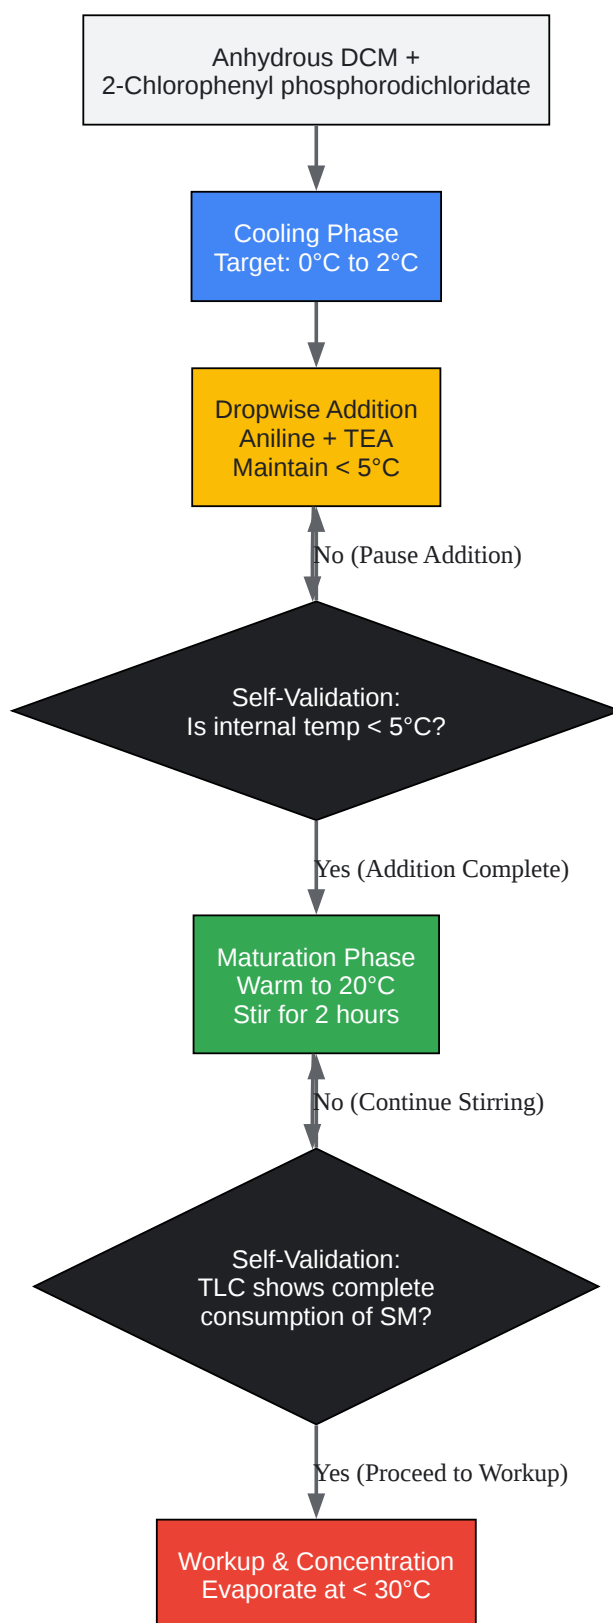 Anhydrous DCM +
2-Chlorophenyl phosphorodichloridate
Cooling Phase
Target: 0°C to 2°C
Dropwise Addition
Aniline + TEA
Maintain < 5°C
No (Pause Addition)
Self-Validation:
Is internal temp < 5°C?
Yes (Addition Complete)
Maturation Phase
Warm to 20°C
Stir for 2 hours
No (Continue Stirring)
Self-Validation:
TLC shows complete
consumption of SM?
Yes (Proceed to Workup)
Workup & Concentration
Evaporate at < 30°C